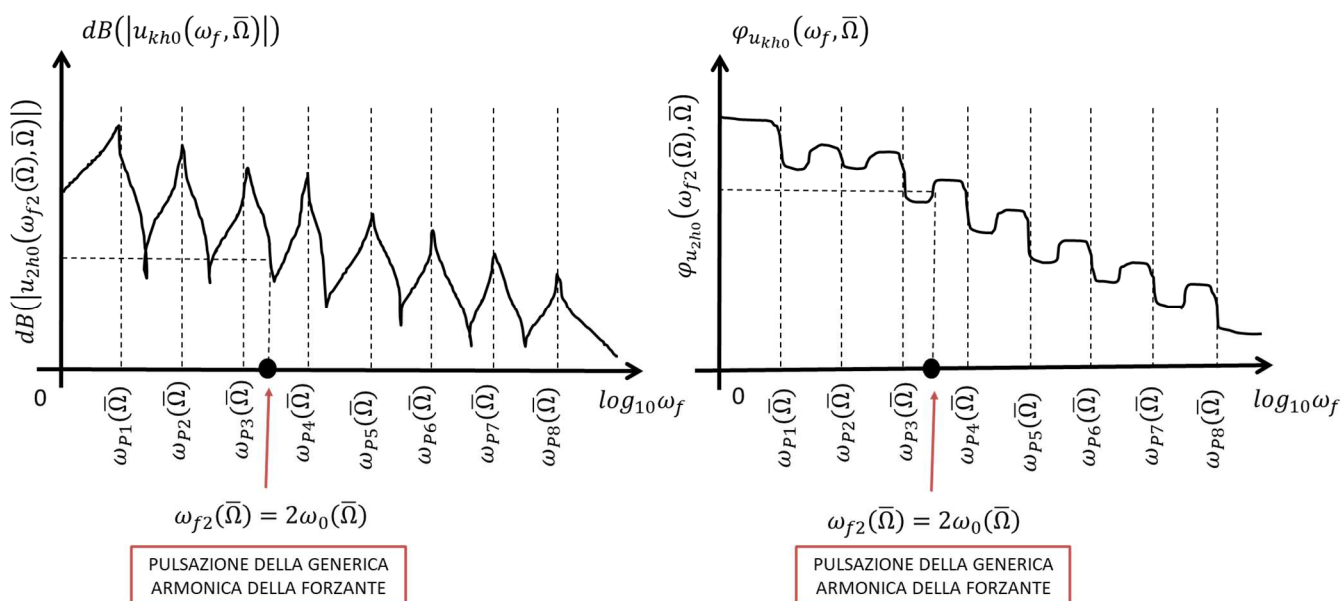 dB(|u_{kh0}(ω_f, Ω̅)|)
dB(|u_{2h0}(ω_{f2}(Ω̅), Ω̅)|)
0
ω_{P1}(Ω̅)
ω_{P2}(Ω̅)
ω_{P3}(Ω̅)
ω_{P4}(Ω̅)
ω_{P5}(Ω̅)
ω_{P6}(Ω̅)
ω_{P7}(Ω̅)
ω_{P8}(Ω̅)
log_{10}ω_f
ω_{f2}(Ω̅) = 2ω_0(Ω̅)
PULSAZIONE DELLA GENERICA
ARMONICA DELLA FORZANTE
φ_{u_{kh0}}(ω_f, Ω̅)
φ_{u_{2h0}}(ω_{f2}(Ω̅), Ω̅)
0
ω_{P1}(Ω̅)
ω_{P2}(Ω̅)
ω_{P3}(Ω̅)
ω_{P4}(Ω̅)
ω_{P5}(Ω̅)
ω_{P6}(Ω̅)
ω_{P7}(Ω̅)
ω_{P8}(Ω̅)
log_{10}ω_f
ω_{f2}(Ω̅) = 2ω_0(Ω̅)
PULSAZIONE DELLA GENERICA
ARMONICA DELLA FORZANTE